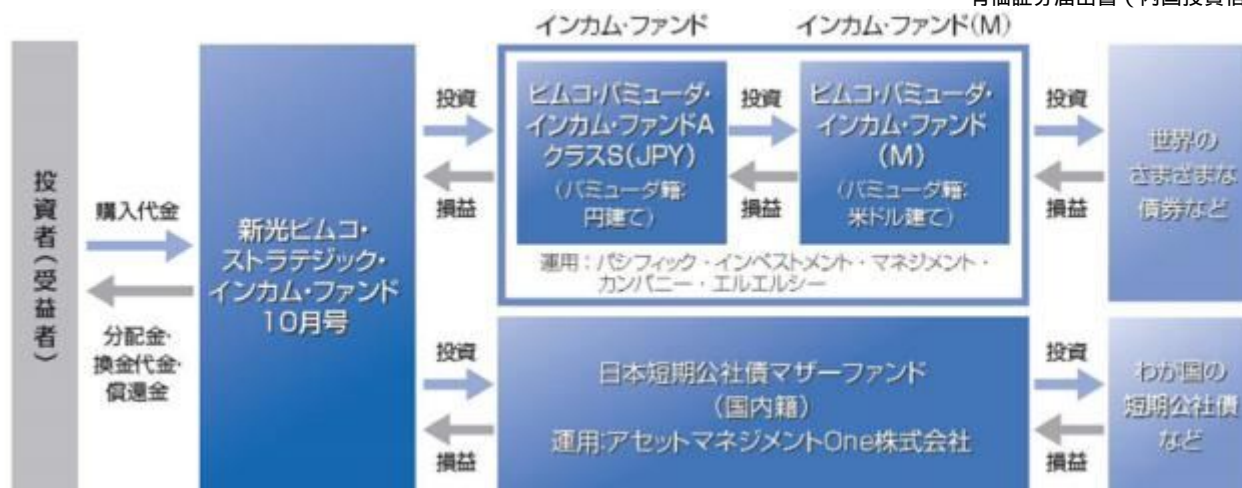 有価証券届出書(内国投資信
インカム・ファンド
インカム・ファンド(M)
投資者(受益者)
購入代金
分配金・
換金代金・
償還金
新光ピムコ・
ストラテジック・
インカム・ファンド
10月号
投資
損益
ピムコ・バミューダ・
インカム・ファンドA
クラスS(JPY)
(バミューダ籍:
円建て)
投資
損益
ピムコ・バミューダ・
インカム・ファンド
(M)
(バミューダ籍:
米ドル建て)
運用:パシフィック・インベストメント・マネジメント・
カンパニー・エルエルシー
投資
損益
世界の
さまざまな
債券など
投資
損益
日本短期公社債マザーファンド
(国内籍)
運用:アセットマネジメントOne株式会社
投資
損益
わが国の
短期公社債
など